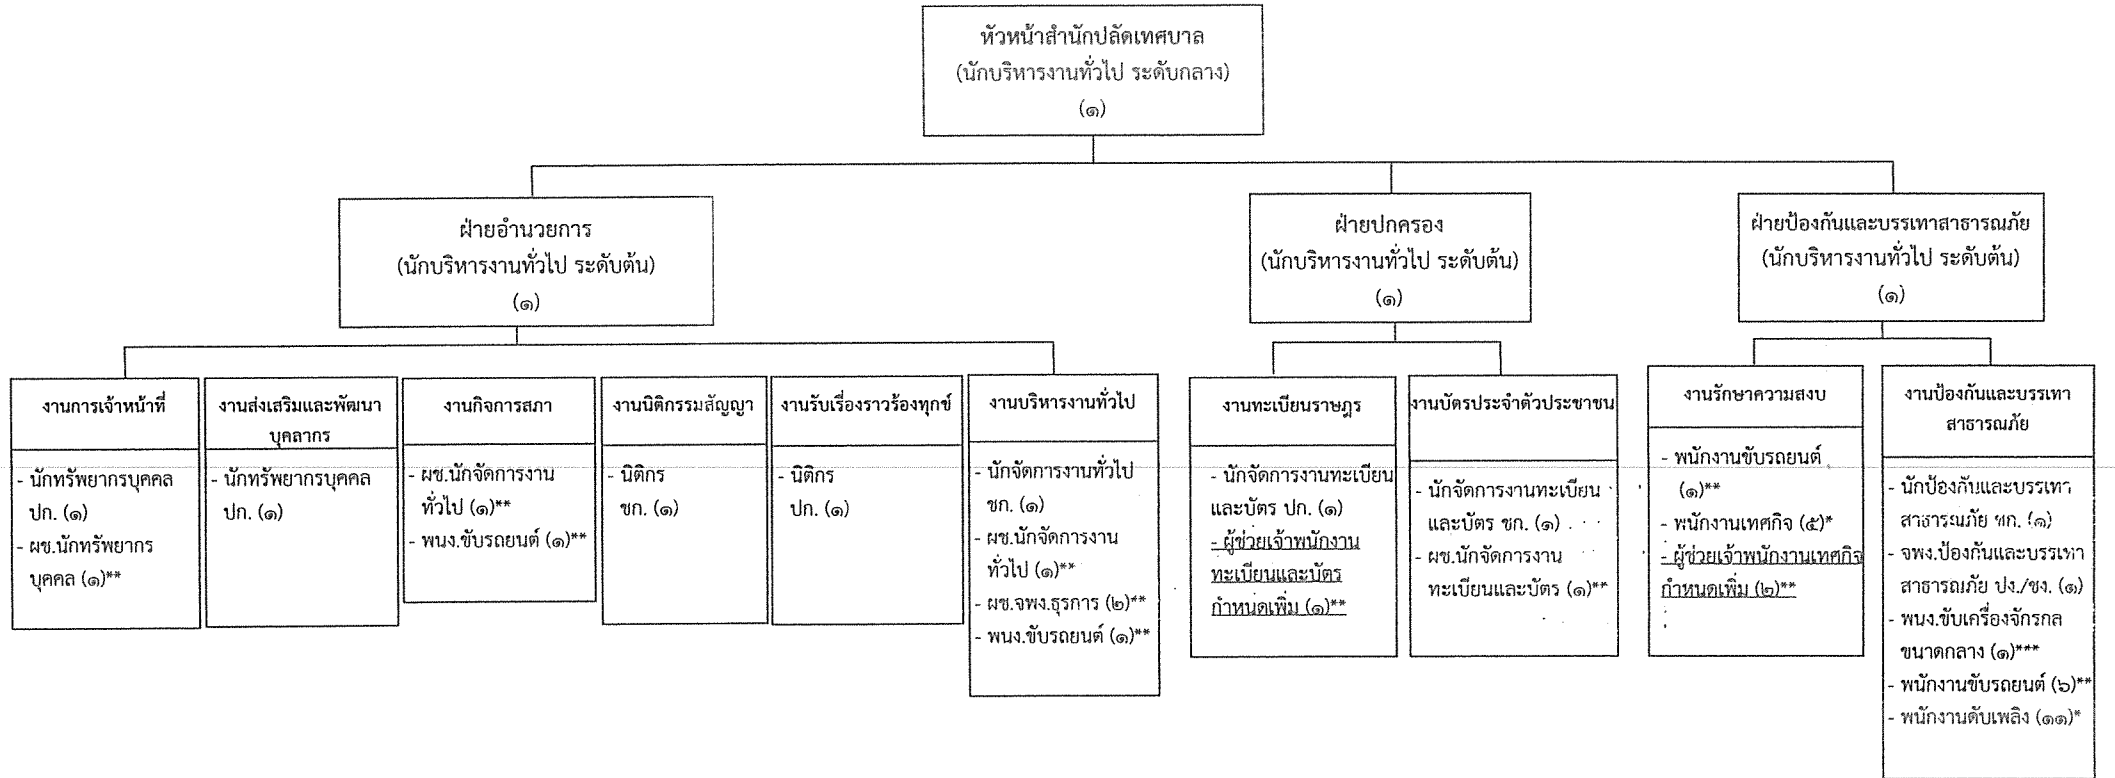 หัวหน้าสำนักปลัดเทศบาล
(นักบริหารงานทั่วไป ระดับกลาง)
(๑)
ฝ่ายอำนวยการ
(นักบริหารงานทั่วไป ระดับต้น)
(๑)
ฝ่ายปกครอง
(นักบริหารงานทั่วไป ระดับต้น)
(๑)
ฝ่ายป้องกันและบรรเทาสาธารณภัย
(นักบริหารงานทั่วไป ระดับต้น)
(๑)
งานการเจ้าหน้าที่
- นักทรัพยากรบุคคล
ปก. (๑)
- ผช.นักทรัพยากร
บุคคล (๑)**
งานส่งเสริมและพัฒนา
บุคลากร
- นักทรัพยากรบุคคล
ปก. (๑)
งานกิจการสภา
- ผช.นักจัดการงาน
ทั่วไป (๑)**
- พนง.ขับรถยนต์ (๑)**
งานนิติกรรมสัญญา
- นิติกร
ชก. (๑)
งานรับเรื่องราวร้องทุกข์
- นิติกร
ปก. (๑)
งานบริหารงานทั่วไป
- นักจัดการงานทั่วไป
ชก. (๑)
- ผช.นักจัดการงาน
ทั่วไป (๑)**
- ผช.จพง.ธุรการ (๒)**
- พนง.ขับรถยนต์ (๑)**
งานทะเบียนราษฎร
- นักจัดการงานทะเบียน
และบัตร ปก. (๑)
- ผู้ช่วยเจ้าพนักงาน
ทะเบียนและบัตร
กำหนดเพิ่ม (๑)**
งานบัตรประจำตัวประชาชน
- นักจัดการงานทะเบียน
และบัตร ชก. (๑)
- ผช.นักจัดการงาน
ทะเบียนและบัตร (๑)**
งานรักษาความสงบ
- พนักงานขับรถยนต์
(๑)**
- พนักงานเทศกิจ (๕)*
- ผู้ช่วยเจ้าพนักงานเทศกิจ
กำหนดเพิ่ม (๒)**
งานป้องกันและบรรเทา
สาธารณภัย
- นักป้องกันและบรรเทา
สาธารณภัย (๑)
- จพง.ป้องกันและบรรเทา
สาธารณภัย ปง./ชง. (๑)
- พนง.ขับเครื่องจักรกล
ขนาดกลาง (๑)***
- พนักงานขับรถยนต์ (๖)**
- พนักงานดับเพลิง (๑๑)*